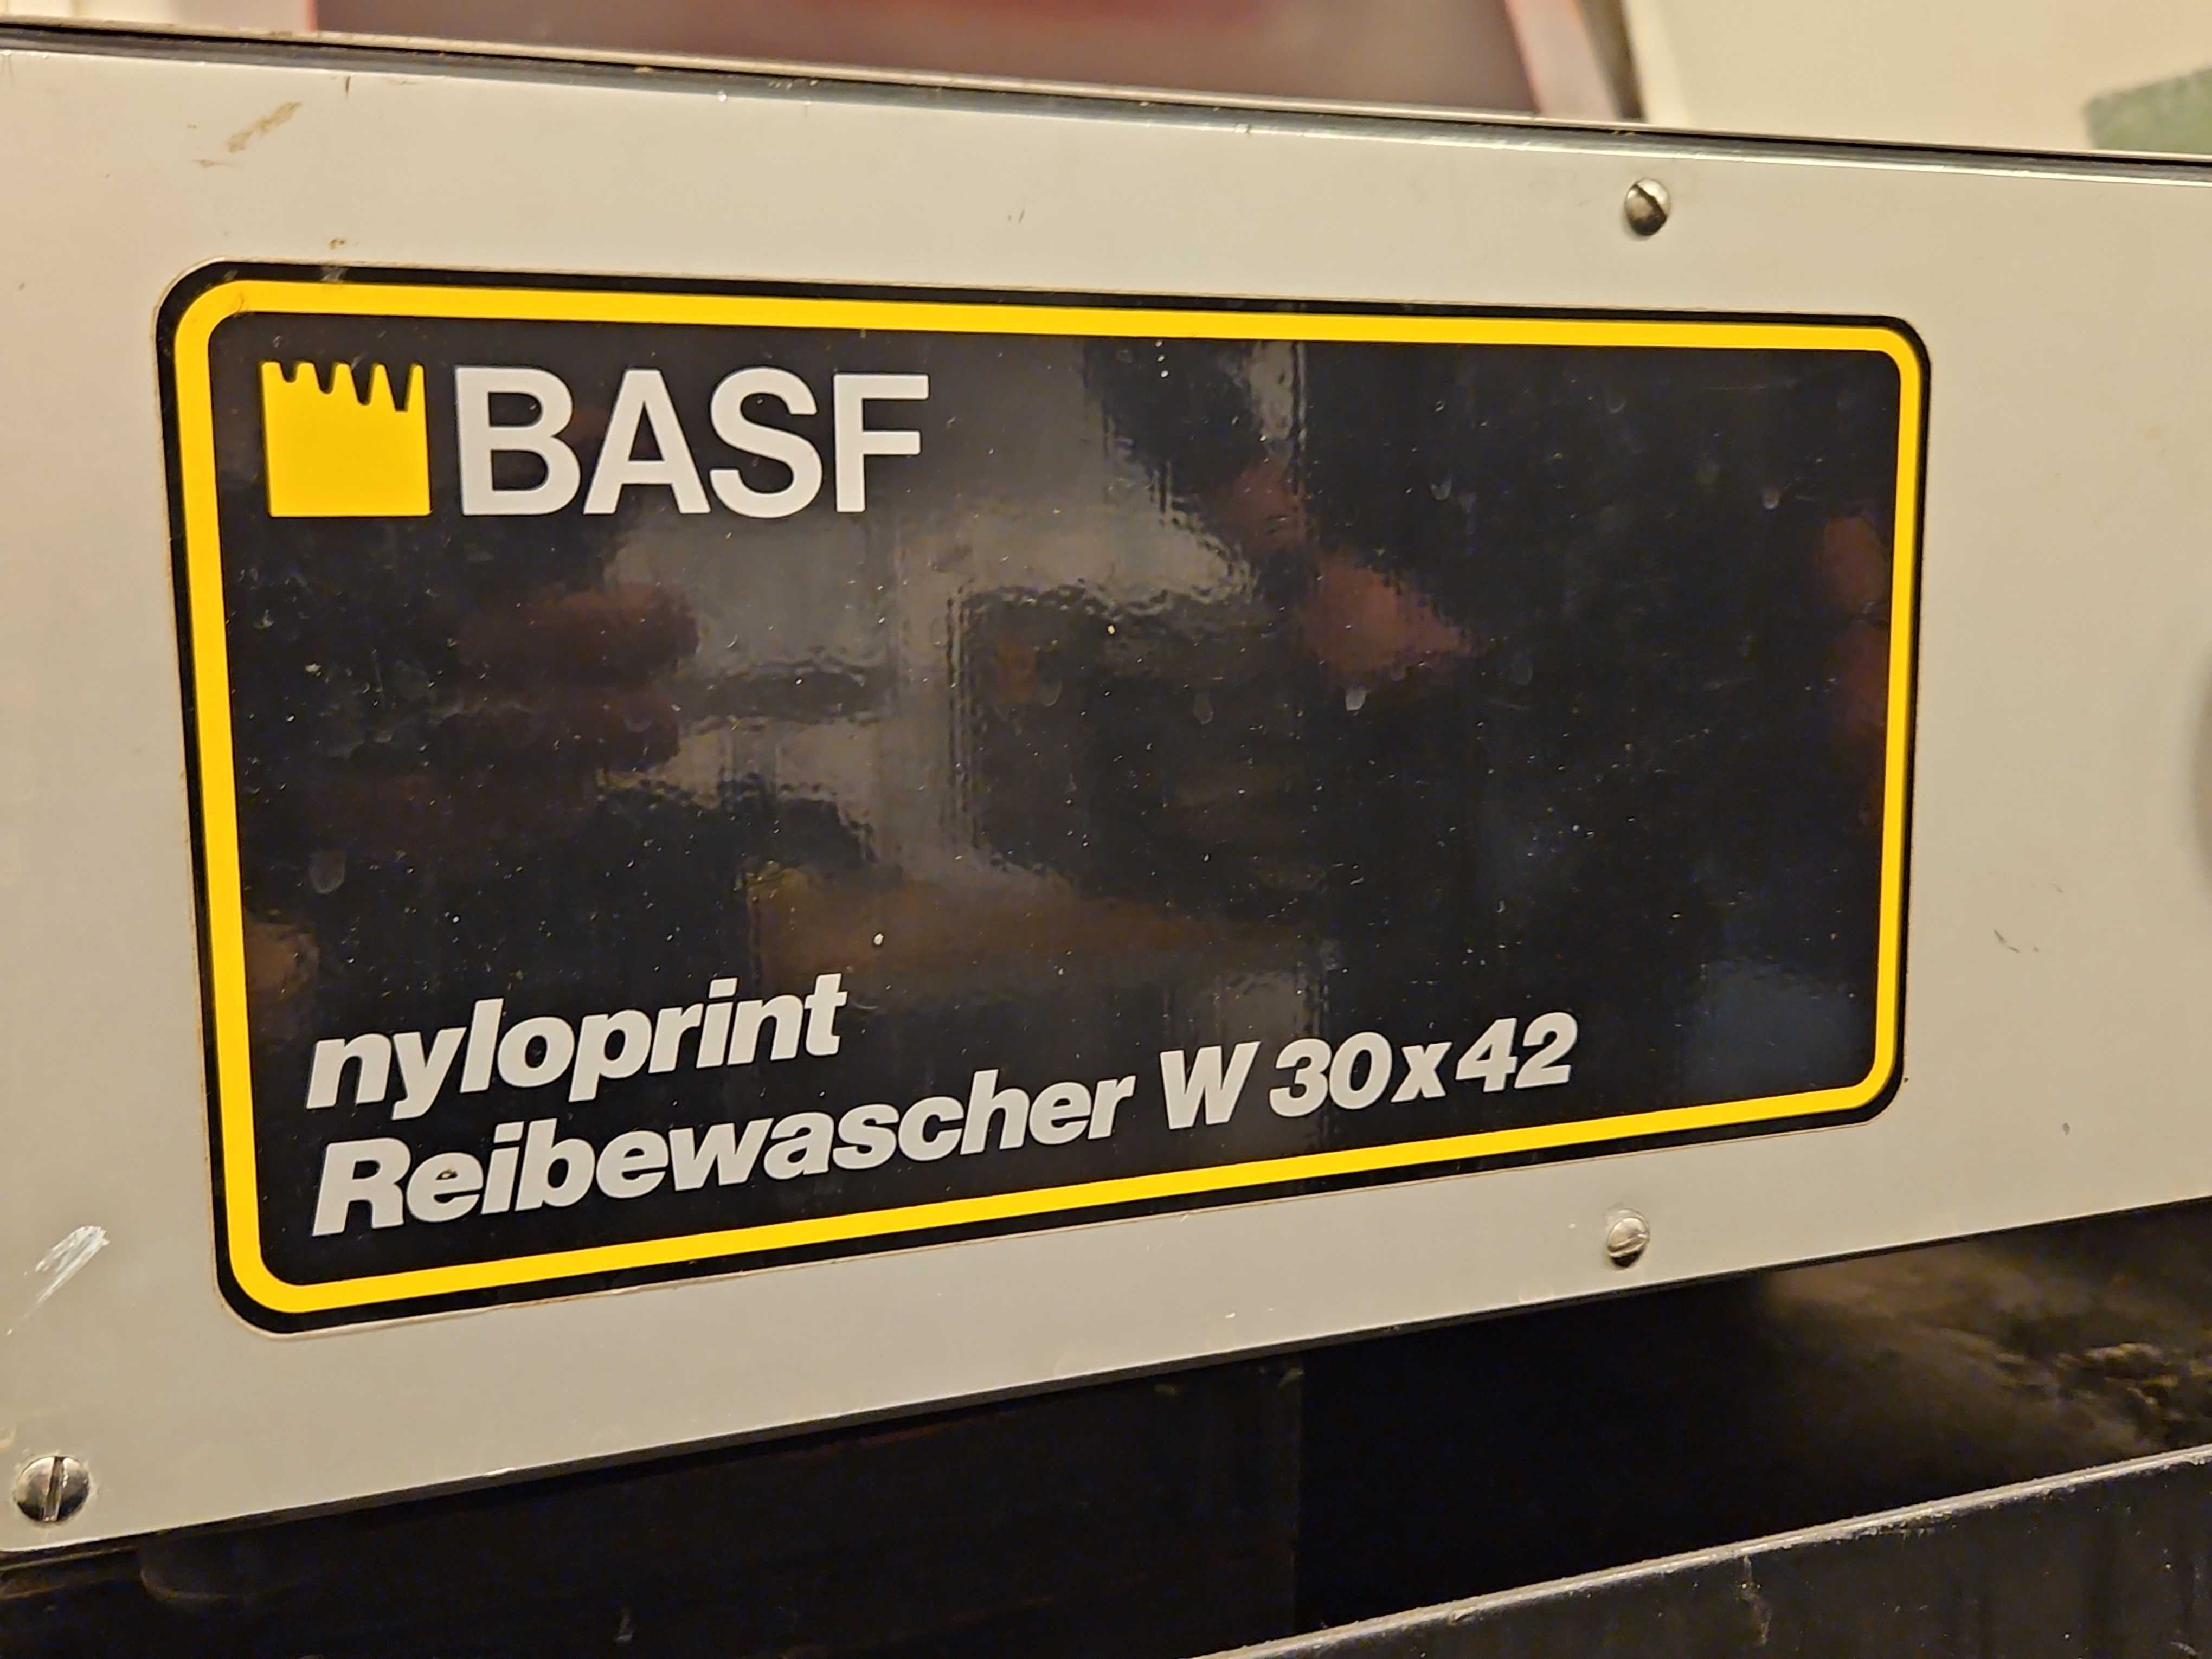 BASF
nyloprint
Reibewascher W 30x42